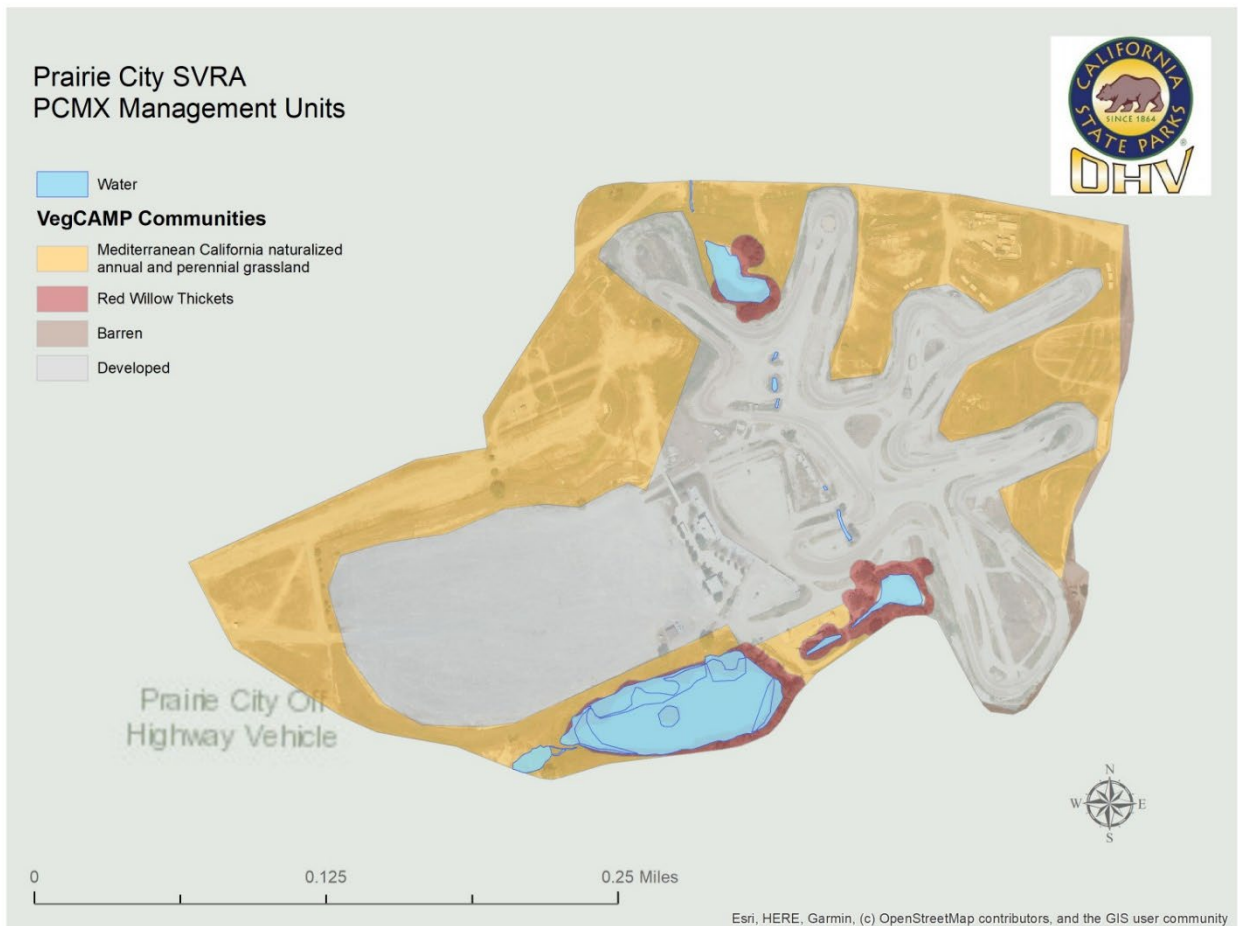 Prairie City SVRA
PCMX Management Units
CALIFORNIA
STATE PARKS
SINCE 1864
®
OHV
Water
VegCAMP Communities
Mediterranean California naturalized
annual and perennial grassland
Red Willow Thickets
Barren
Developed
Prairie City Off
Highway Vehicle
N
W
E
S
0
0.125
0.25 Miles
Esri, HERE, Garmin, (c) OpenStreetMap contributors, and the GIS user community